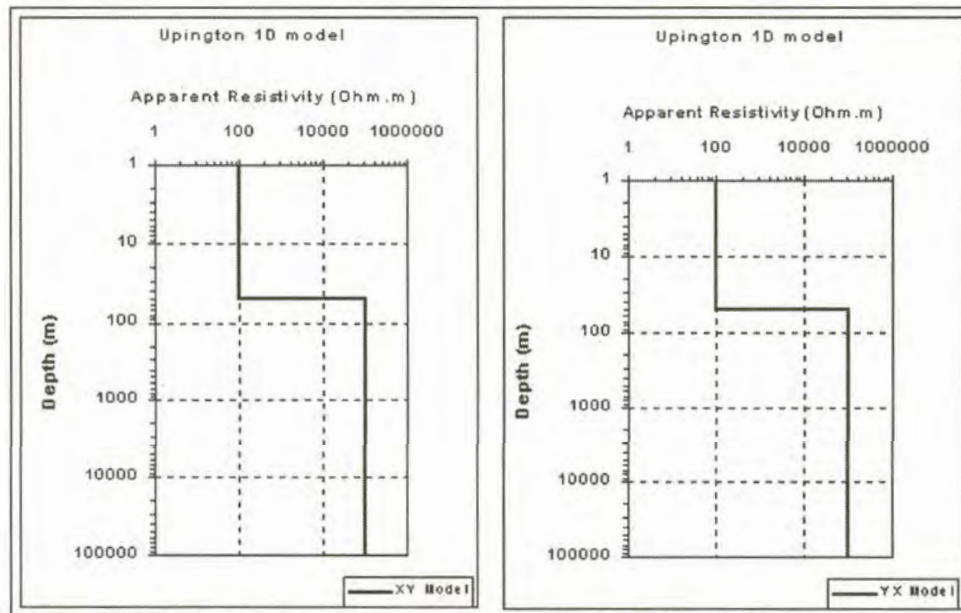 Upington 1D model
Apparent Resistivity (Ohm.m)
1 100 10000 1000000
1
10
100
1000
10000
100000
Depth (m)
XY Model
Upington 1D model
Apparent Resistivity (Ohm.m)
1 100 10000 1000000
1
10
100
1000
10000
100000
Depth (m)
YX Model